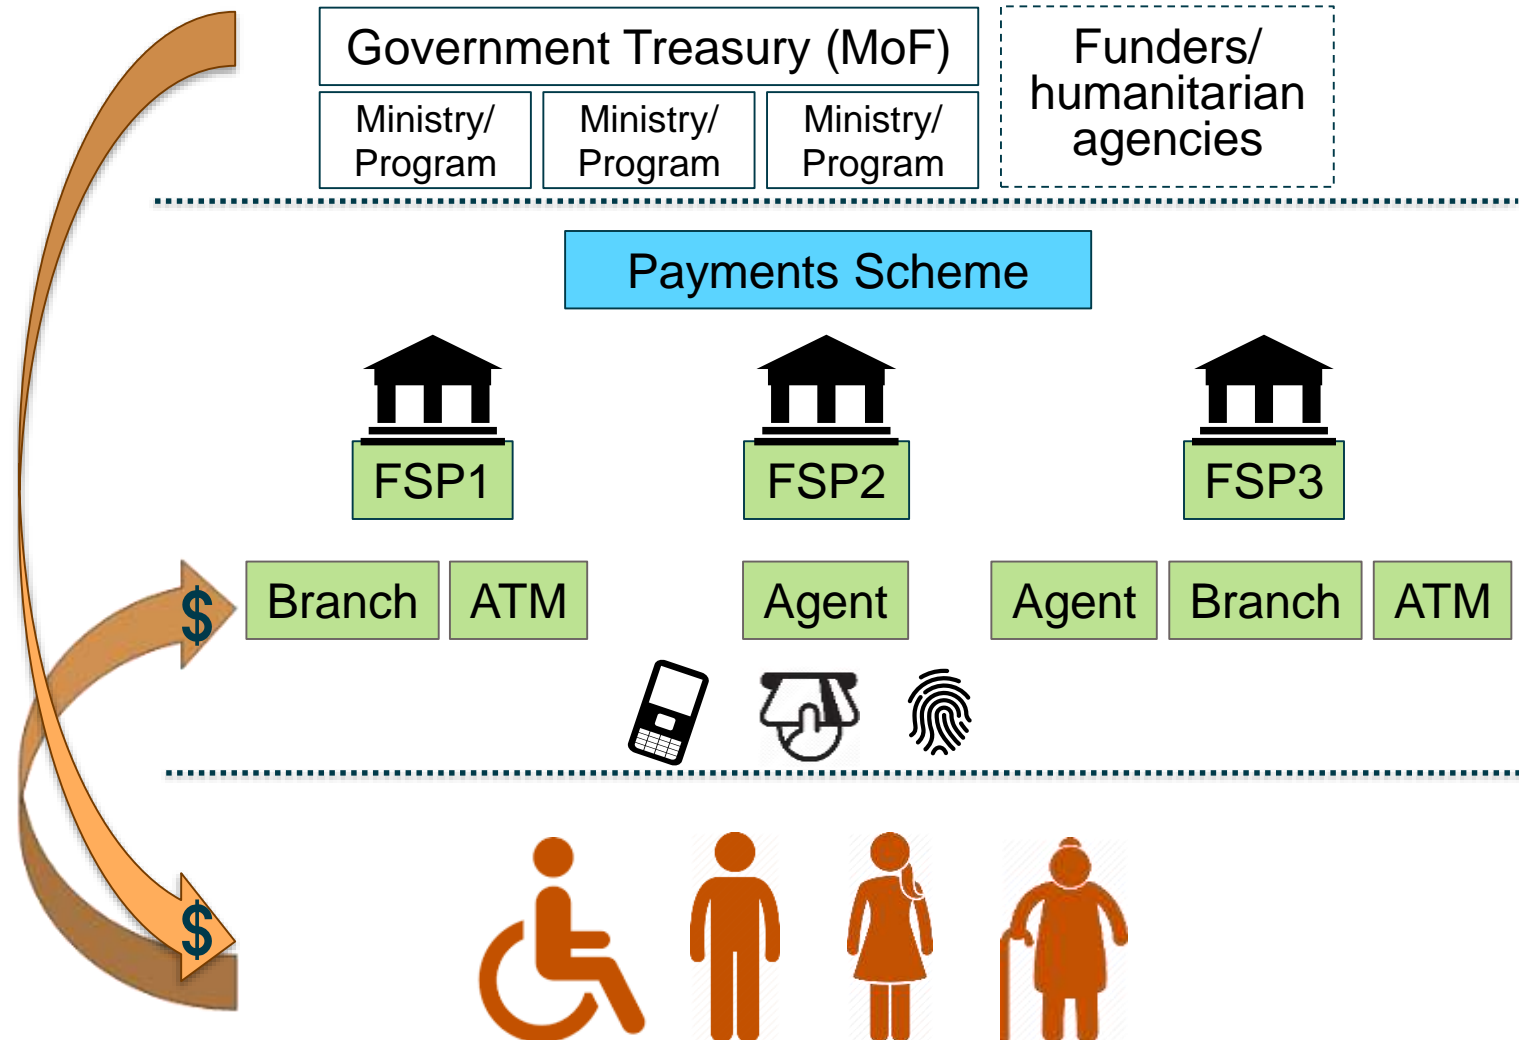 Government Treasury (MoF)
Funders/
humanitarian
agencies
Ministry/
Program
Ministry/
Program
Ministry/
Program
Payments Scheme
FSP1
FSP2
FSP3
$
Branch
ATM
Agent
Agent
Branch
ATM
$